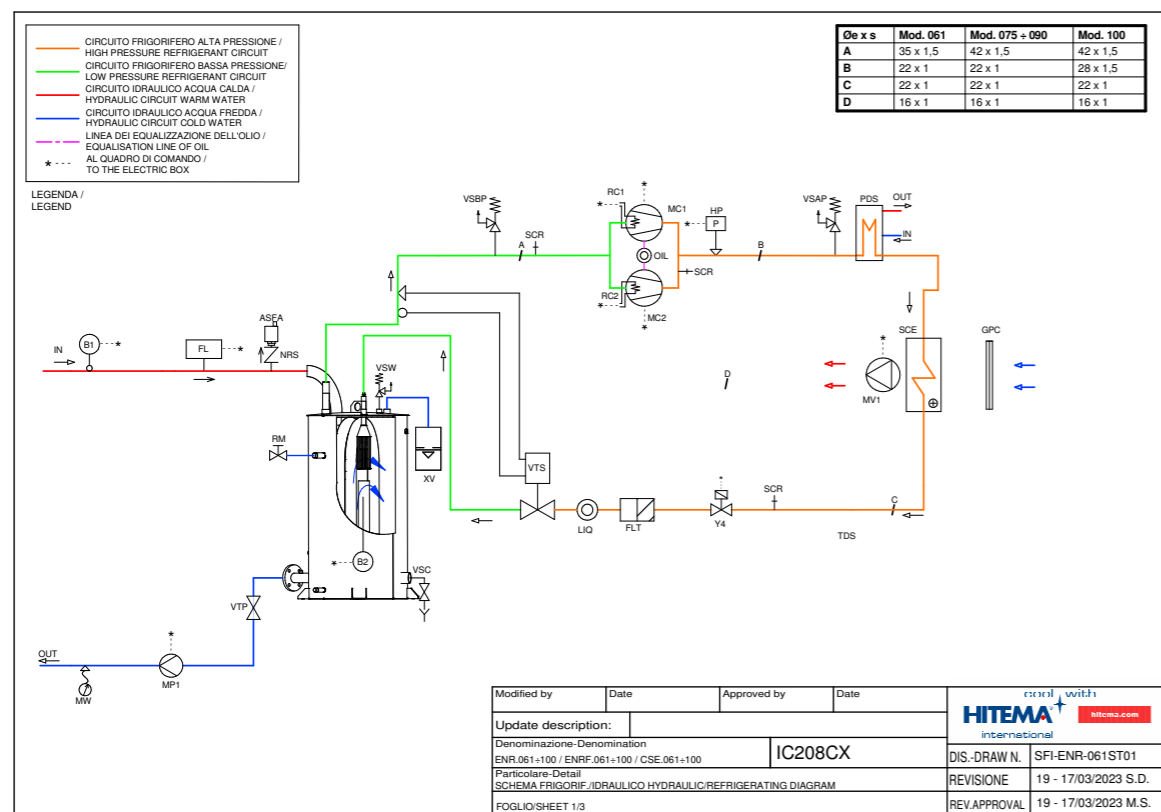 CIRCUITO FRIGORIFERO ALTA PRESSIONE /
HIGH PRESSURE REFRIGERANT CIRCUIT
CIRCUITO FRIGORIFERO BASSA PRESSIONE/
LOW PRESSURE REFRIGERANT CIRCUIT
CIRCUITO IDRAULICO ACQUA CALDA /
HYDRAULIC CIRCUIT WARM WATER
CIRCUITO IDRAULICO ACQUA FREDDA /
HYDRAULIC CIRCUIT COLD WATER
LINEA DEI EQUALIZZAZIONE DELL'OLIO /
EQUALISATION LINE OF OIL
* AL QUADRO DI COMANDO /
TO THE ELECTRIC BOX
LEGENDA /
LEGEND
Øe x s Mod. 061 Mod. 075 ÷ 090 Mod. 100
A 35 x 1,5 42 x 1,5 42 x 1,5
B 22 x 1 22 x 1 28 x 1,5
C 22 x 1 22 x 1 22 x 1
D 16 x 1 16 x 1 16 x 1
VSBP
A
SCR
RC1
*
*
MC1
OIL
RC2
*
MC2
*
SCR
HP
*
P
B
VSAP
PDS
OUT
IN
IN
B1
*
FL
*
ASFA
NRS
VSW
RM
XV
VTS
D
MV1
*
SCE
GPC
LIQ
FLT
*
Y4
SCR
C
TDS
*
B2
VSC
VTP
OUT
MW
*
MP1
Modified by Date Approved by Date
Update description:
Denominazione-Denomination
ENR.061÷100 / ENRF.061÷100 / CSE.061÷100
IC208CX
Particolare-Detail
SCHEMA FRIGORIF./IDRAULICO HYDRAULIC/REFRIGERATING DIAGRAM
FOGLIO/SHEET 1/3
cool with
HITEMA
international
hitema.com
DIS.-DRAW N. SFI-ENR-061ST01
REVISIONE 19 - 17/03/2023 S.D.
REV.APPROVAL 19 - 17/03/2023 M.S.